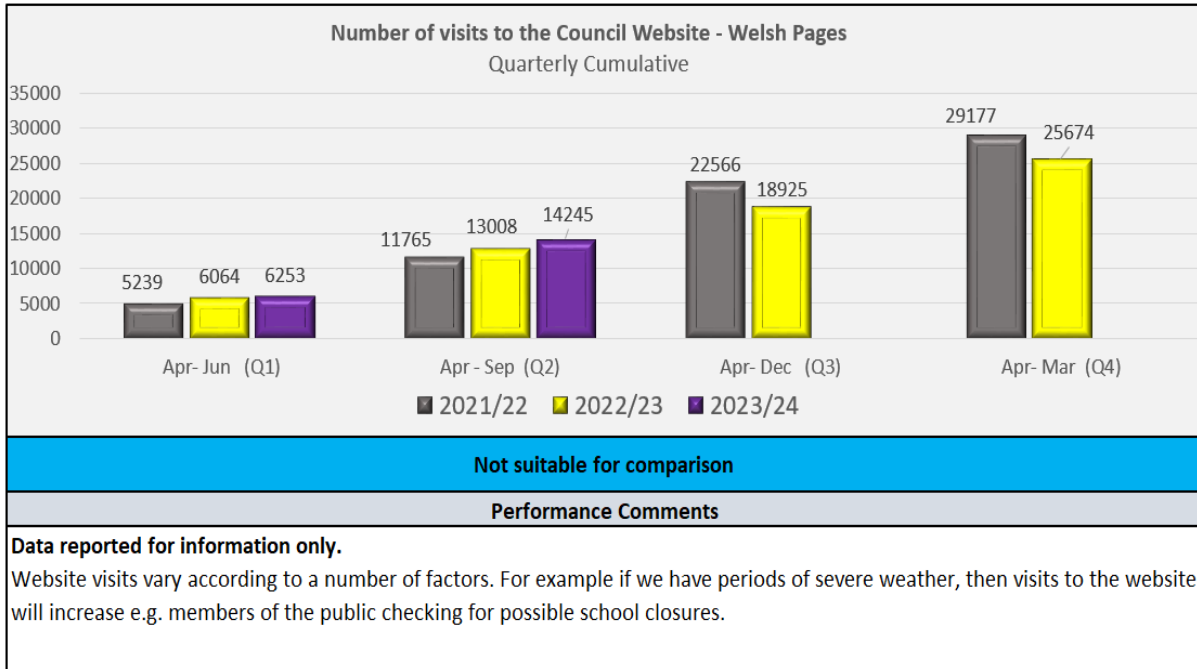 Number of visits to the Council Website - Welsh Pages
Quarterly Cumulative
35000
30000
25000
20000
15000
10000
5000
0
5239
6064
6253
11765
13008
14245
22566
18925
29177
25674
Apr- Jun (Q1)
Apr - Sep (Q2)
Apr- Dec (Q3)
Apr- Mar (Q4)
2021/22
2022/23
2023/24
Not suitable for comparison
Performance Comments
Data reported for information only.
Website visits vary according to a number of factors. For example if we have periods of severe weather, then visits to the website
will increase e.g. members of the public checking for possible school closures.